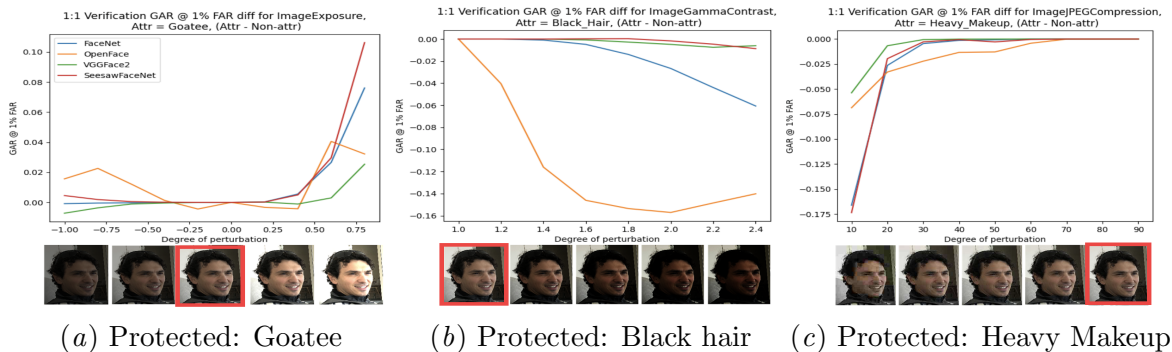 1:1 Verification GAR @ 1% FAR diff for ImageExposure,
Attr = Goatee, (Attr - Non-attr)
FaceNet
OpenFace
VGGFace2
SeesawFaceNet
GAR @ 1% FAR
0.10
0.08
0.06
0.04
0.02
0.00
−1.00 −0.75 −0.50 −0.25 0.00 0.25 0.50 0.75
Degree of perturbation
(a) Protected: Goatee
1:1 Verification GAR @ 1% FAR diff for ImageGammaContrast,
Attr = Black_Hair, (Attr - Non-attr)
GAR @ 1% FAR
0.00
−0.02
−0.04
−0.06
−0.08
−0.10
−0.12
−0.14
−0.16
1.0 1.2 1.4 1.6 1.8 2.0 2.2 2.4
Degree of perturbation
(b) Protected: Black hair
1:1 Verification GAR @ 1% FAR diff for ImageJPEGCompression,
Attr = Heavy_Makeup, (Attr - Non-attr)
GAR @ 1% FAR
0.000
−0.025
−0.050
−0.075
−0.100
−0.125
−0.150
−0.175
10 20 30 40 50 60 70 80 90
Degree of perturbation
(c) Protected: Heavy Makeup